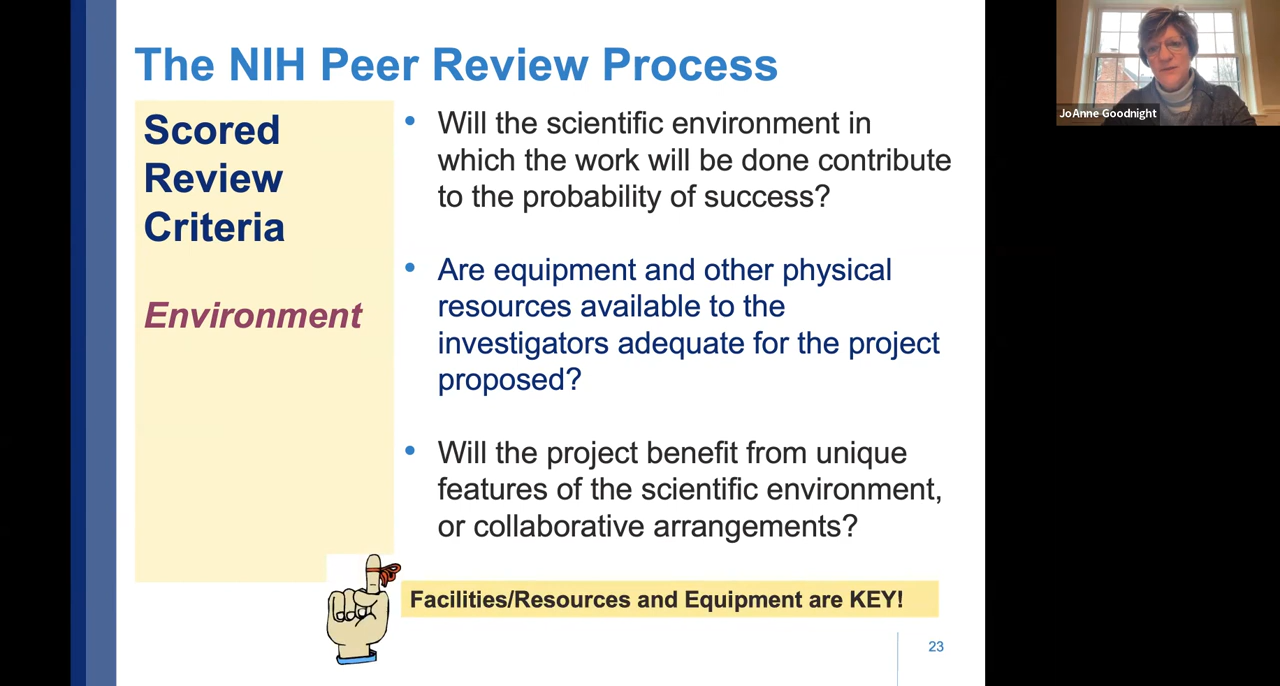 The NIH Peer Review Process
Scored
Review
Criteria
Environment
• Will the scientific environment in
which the work will be done contribute
to the probability of success?
• Are equipment and other physical
resources available to the
investigators adequate for the project
proposed?
• Will the project benefit from unique
features of the scientific environment,
or collaborative arrangements?
Facilities/Resources and Equipment are KEY!
23
JoAnne Goodnight